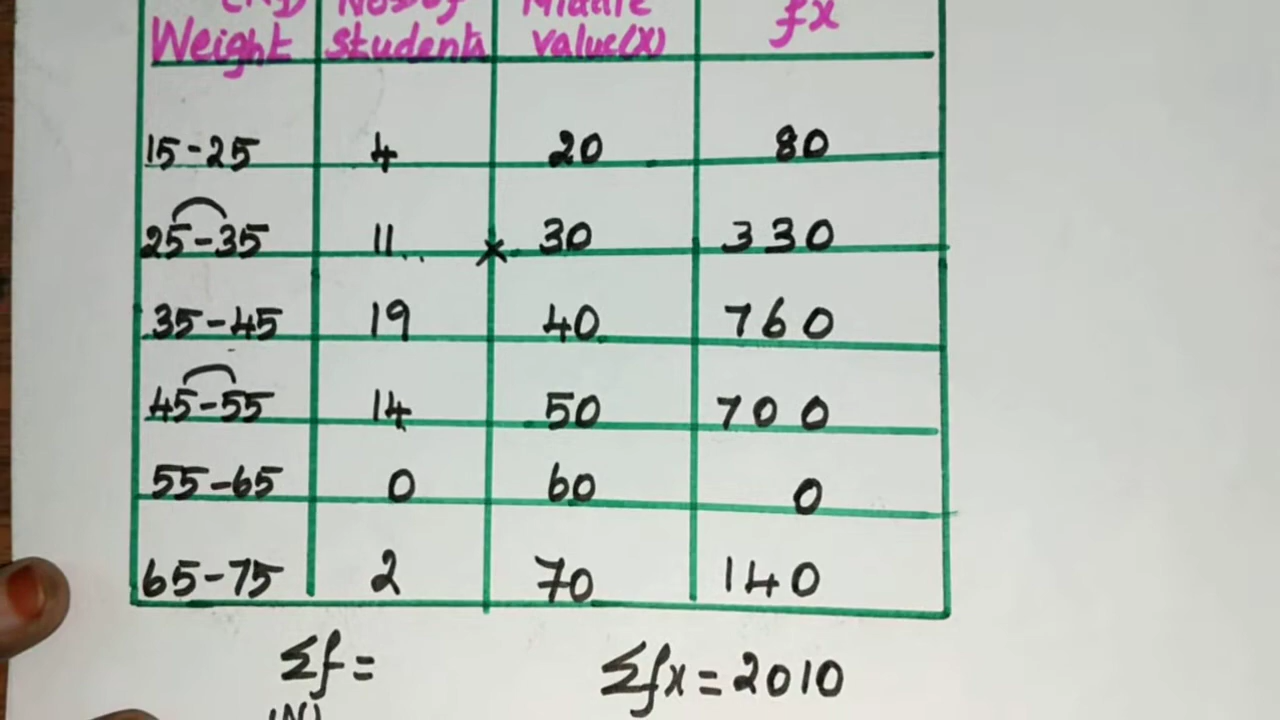 Weight students value(x) fx
15-25 4 20 80
25-35 11 × 30 330
35-45 19 40 760
45-55 14 50 700
55-65 0 60 0
65-75 2 70 140
Σf= Σfx=2010